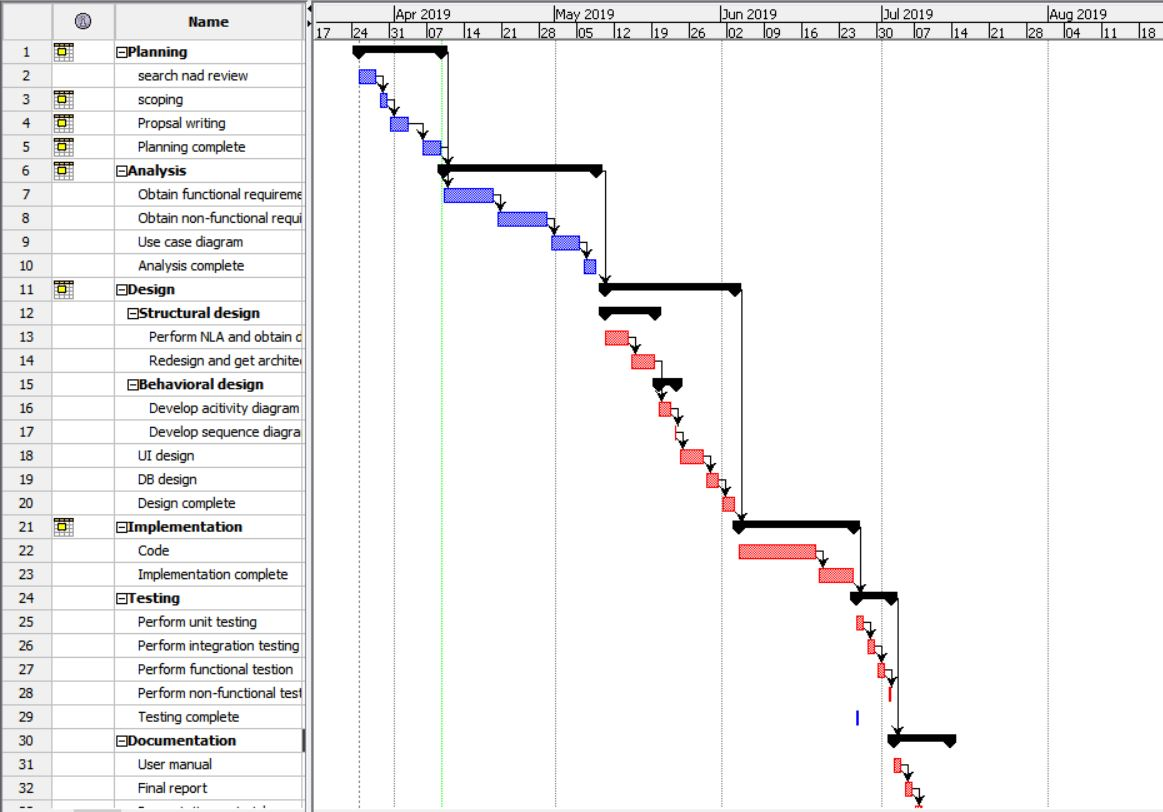 Name
Apr 2019 May 2019 Jun 2019 Jul 2019 Aug 2019
17 24 31 07 14 21 28 05 12 19 26 02 09 16 23 30 07 14 21 28 04 11 18
1 Planning
2 search nad review
3 scoping
4 Propsal writing
5 Planning complete
6 Analysis
7 Obtain functional requireme
8 Obtain non-functional requi
9 Use case diagram
10 Analysis complete
11 Design
12 Structural design
13 Perform NLA and obtain d
14 Redesign and get archite
15 Behavioral design
16 Develop acitivity diagram
17 Develop sequence diagra
18 UI design
19 DB design
20 Design complete
21 Implementation
22 Code
23 Implementation complete
24 Testing
25 Perform unit testing
26 Perform integration testing
27 Perform functional testion
28 Perform non-functional test
29 Testing complete
30 Documentation
31 User manual
32 Final report